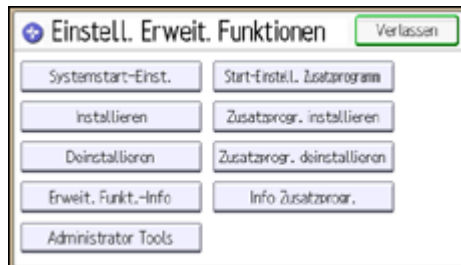 Einstell. Erweit. Funktionen
Verlassen
Systemstart-Einst.
Start-Einstell. Zusatzprogramm
Installieren
Zusatzprogr. installieren
Deinstallieren
Zusatzprogr. deinstallieren
Erweit. Funkt.-Info
Info Zusatzprogr.
Administrator Tools